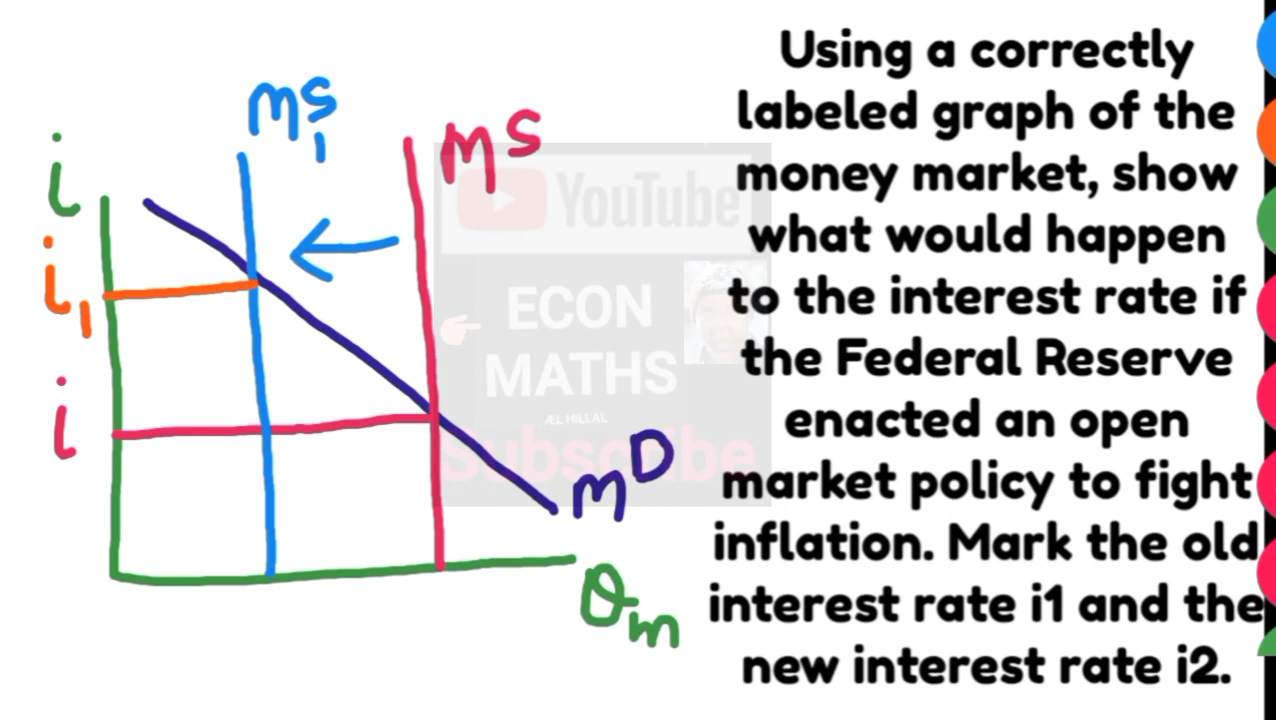 Using a correctly
labeled graph of the
money market, show
what would happen
to the interest rate if
the Federal Reserve
enacted an open
market policy to fight
inflation. Mark the old
interest rate i1 and the
new interest rate i2.
mS1
mS
i
i1
i
mD
Qm
YouTube
ECON
MATHS
ÆL HILLAL
Subscribe